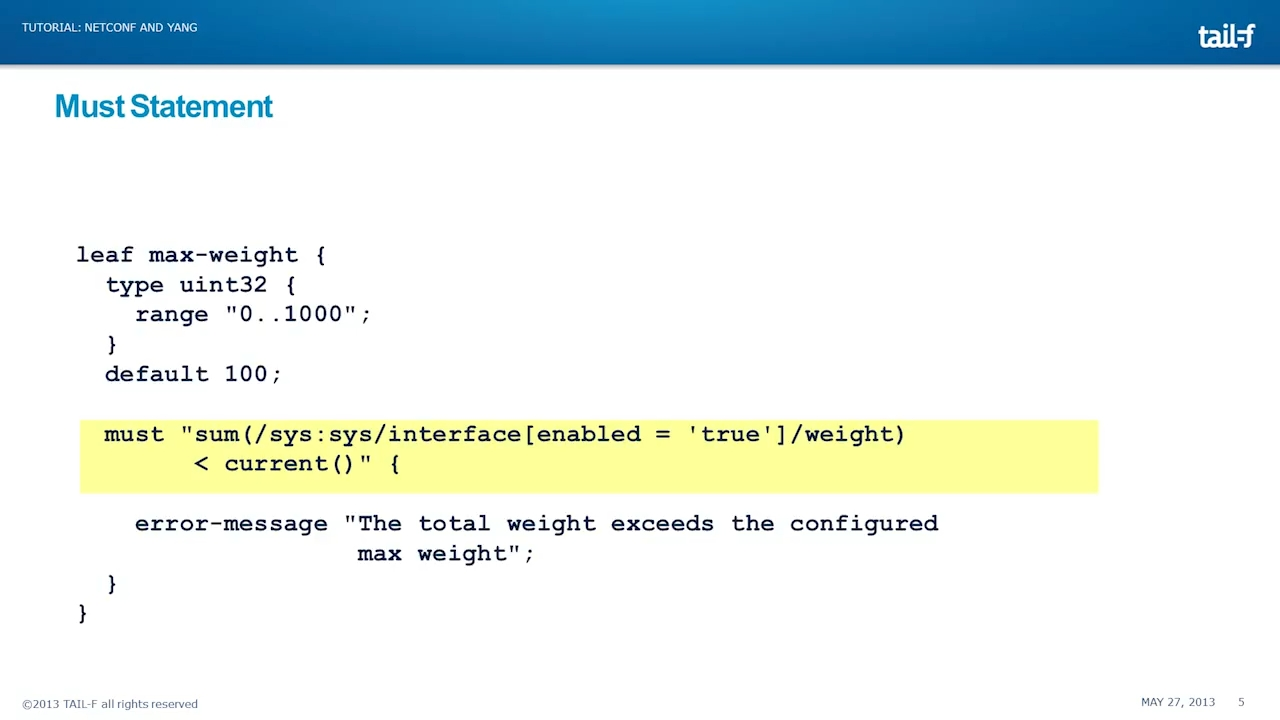 TUTORIAL: NETCONF AND YANG
tail-f
Must Statement
leaf max-weight {
type uint32 {
range "0..1000";
}
default 100;
must "sum(/sys:sys/interface[enabled = 'true']/weight)
< current()" {
error-message "The total weight exceeds the configured
max weight";
}
}
©2013 TAIL-F all rights reserved
MAY 27, 2013 5